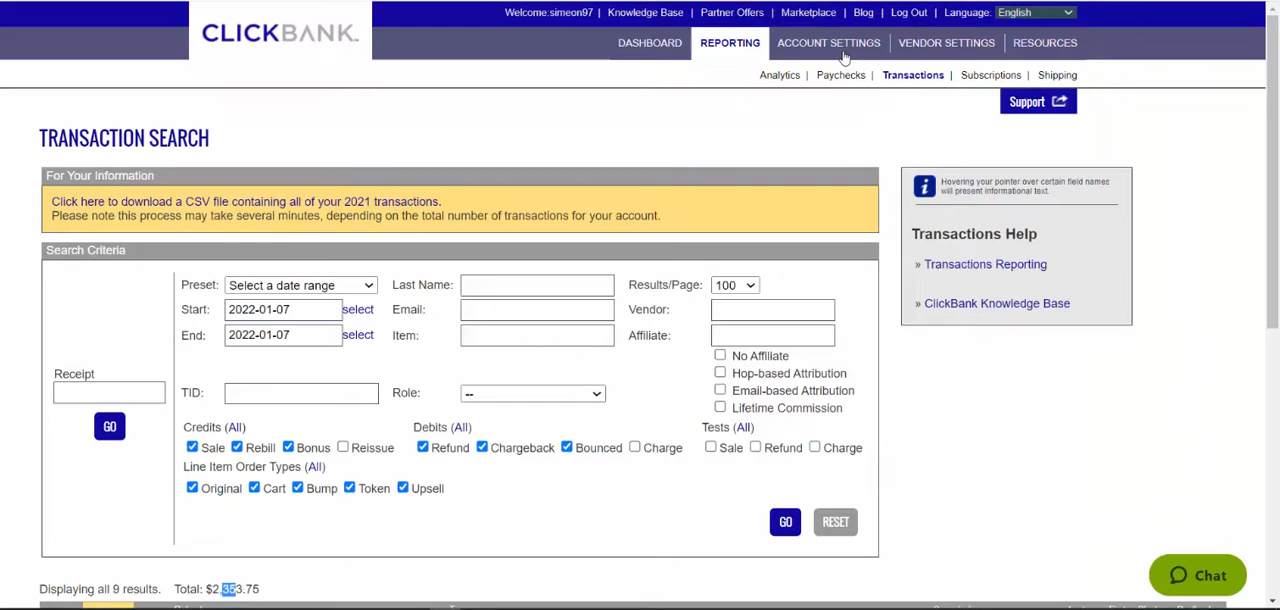 Welcome:simeon97 | Knowledge Base | Partner Offers | Marketplace | Blog | Log Out | Language: English
CLICKBANK
DASHBOARD REPORTING ACCOUNT SETTINGS VENDOR SETTINGS RESOURCES
Analytics | Paychecks | Transactions | Subscriptions | Shipping
Support
TRANSACTION SEARCH
For Your Information
Click here to download a CSV file containing all of your 2021 transactions.
Please note this process may take several minutes, depending on the total number of transactions for your account.
Hovering your pointer over certain field names
will present informational text.
Transactions Help
» Transactions Reporting
» ClickBank Knowledge Base
Search Criteria
Preset: Select a date range Last Name: Results/Page: 100
Start: 2022-01-07 select Email: Vendor:
End: 2022-01-07 select Item: Affiliate:
No Affiliate
Hop-based Attribution
Email-based Attribution
Lifetime Commission
Receipt
GO
TID: Role: --
Credits (All) Debits (All) Tests (All)
Sale Rebill Bonus Reissue Refund Chargeback Bounced Charge Sale Refund Charge
Line Item Order Types (All)
Original Cart Bump Token Upsell
GO RESET
Displaying all 9 results. Total: $2,353.75
Chat